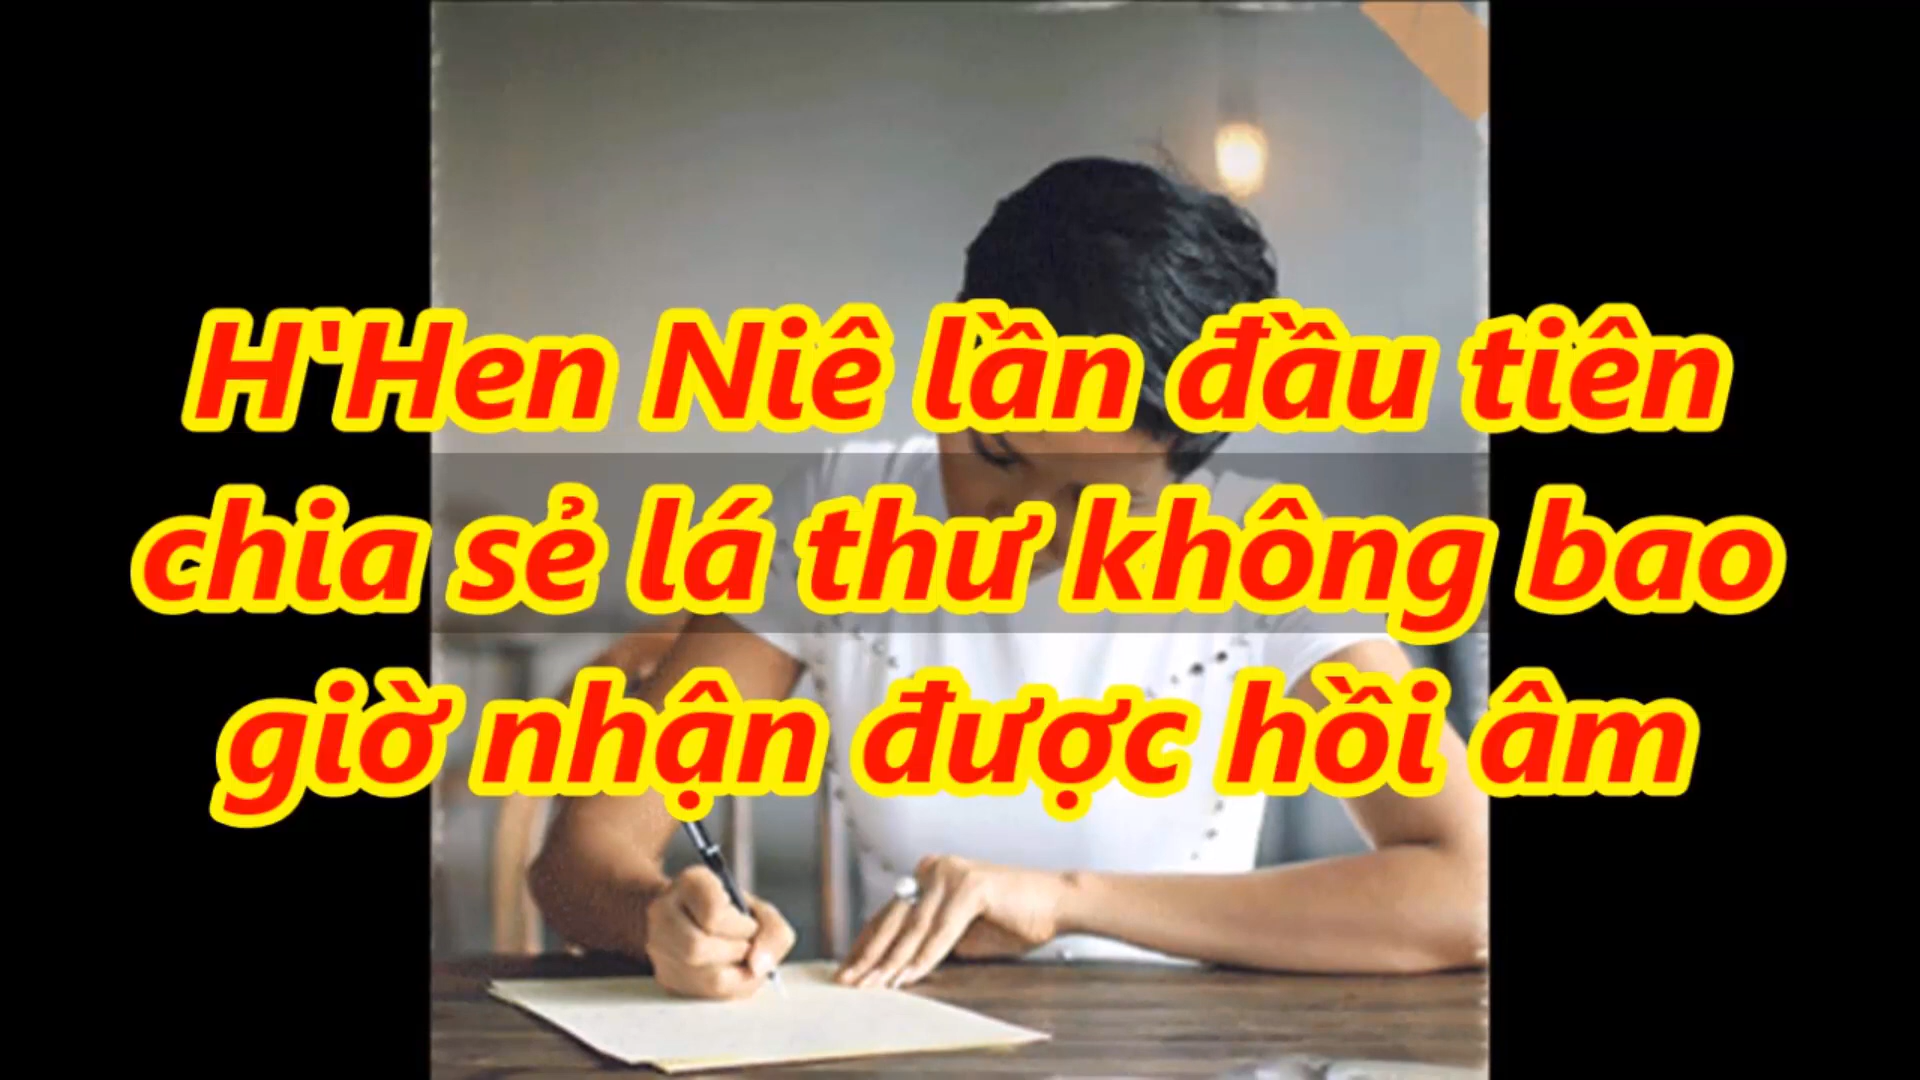 H‛Hen Niê lần đầu tiên
chia sẻ lá thư không bao
giờ nhận được hồi âm